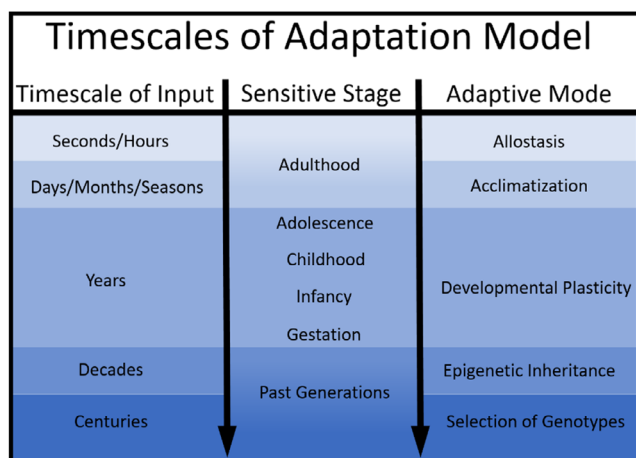 Timescales of Adaptation Model
Timescale of Input
Sensitive Stage
Adaptive Mode
Seconds/Hours
Adulthood
Allostasis
Days/Months/Seasons
Acclimatization
Years
Adolescence
Childhood
Infancy
Gestation
Developmental Plasticity
Decades
Past Generations
Epigenetic Inheritance
Centuries
Selection of Genotypes